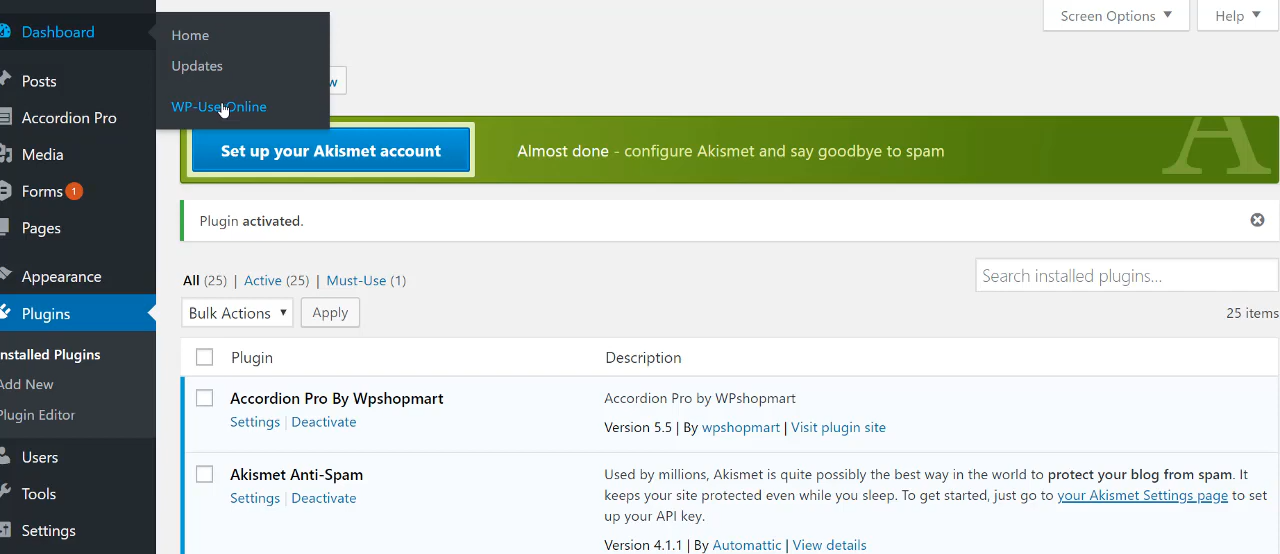 Dashboard
Home
Updates
WP-UserOnline
Posts
Accordion Pro
Media
Forms 1
Pages
Appearance
Plugins
nstalled Plugins
Add New
Plugin Editor
Users
Tools
Settings
Screen Options ▼
Help ▼
w
Set up your Akismet account
Almost done - configure Akismet and say goodbye to spam
A
Plugin activated.
All (25) | Active (25) | Must-Use (1)
Search installed plugins...
Bulk Actions ▼ Apply
25 items
Plugin Description
Accordion Pro By Wpshopmart
Settings | Deactivate
Accordion Pro by WPshopmart
Version 5.5 | By wpshopmart | Visit plugin site
Akismet Anti-Spam
Settings | Deactivate
Used by millions, Akismet is quite possibly the best way in the world to protect your blog from spam. It
keeps your site protected even while you sleep. To get started, just go to your Akismet Settings page to set
up your API key.
Version 4.1.1 | By Automattic | View details